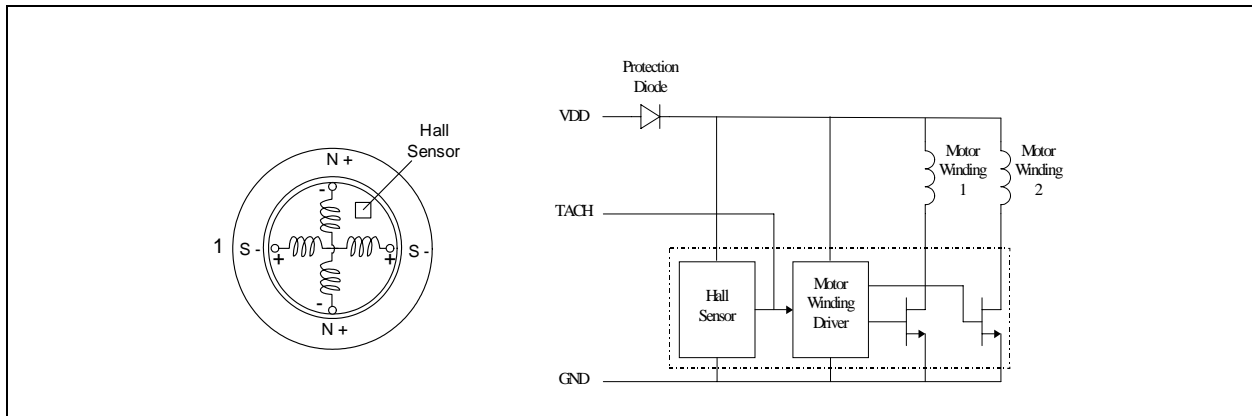 Hall
Sensor
N +
-
1
S -
+
+
S -
-
N +
Protection
Diode
VDD
Motor
Winding
1
Motor
Winding
2
TACH
Hall
Sensor
Motor
Winding
Driver
GND